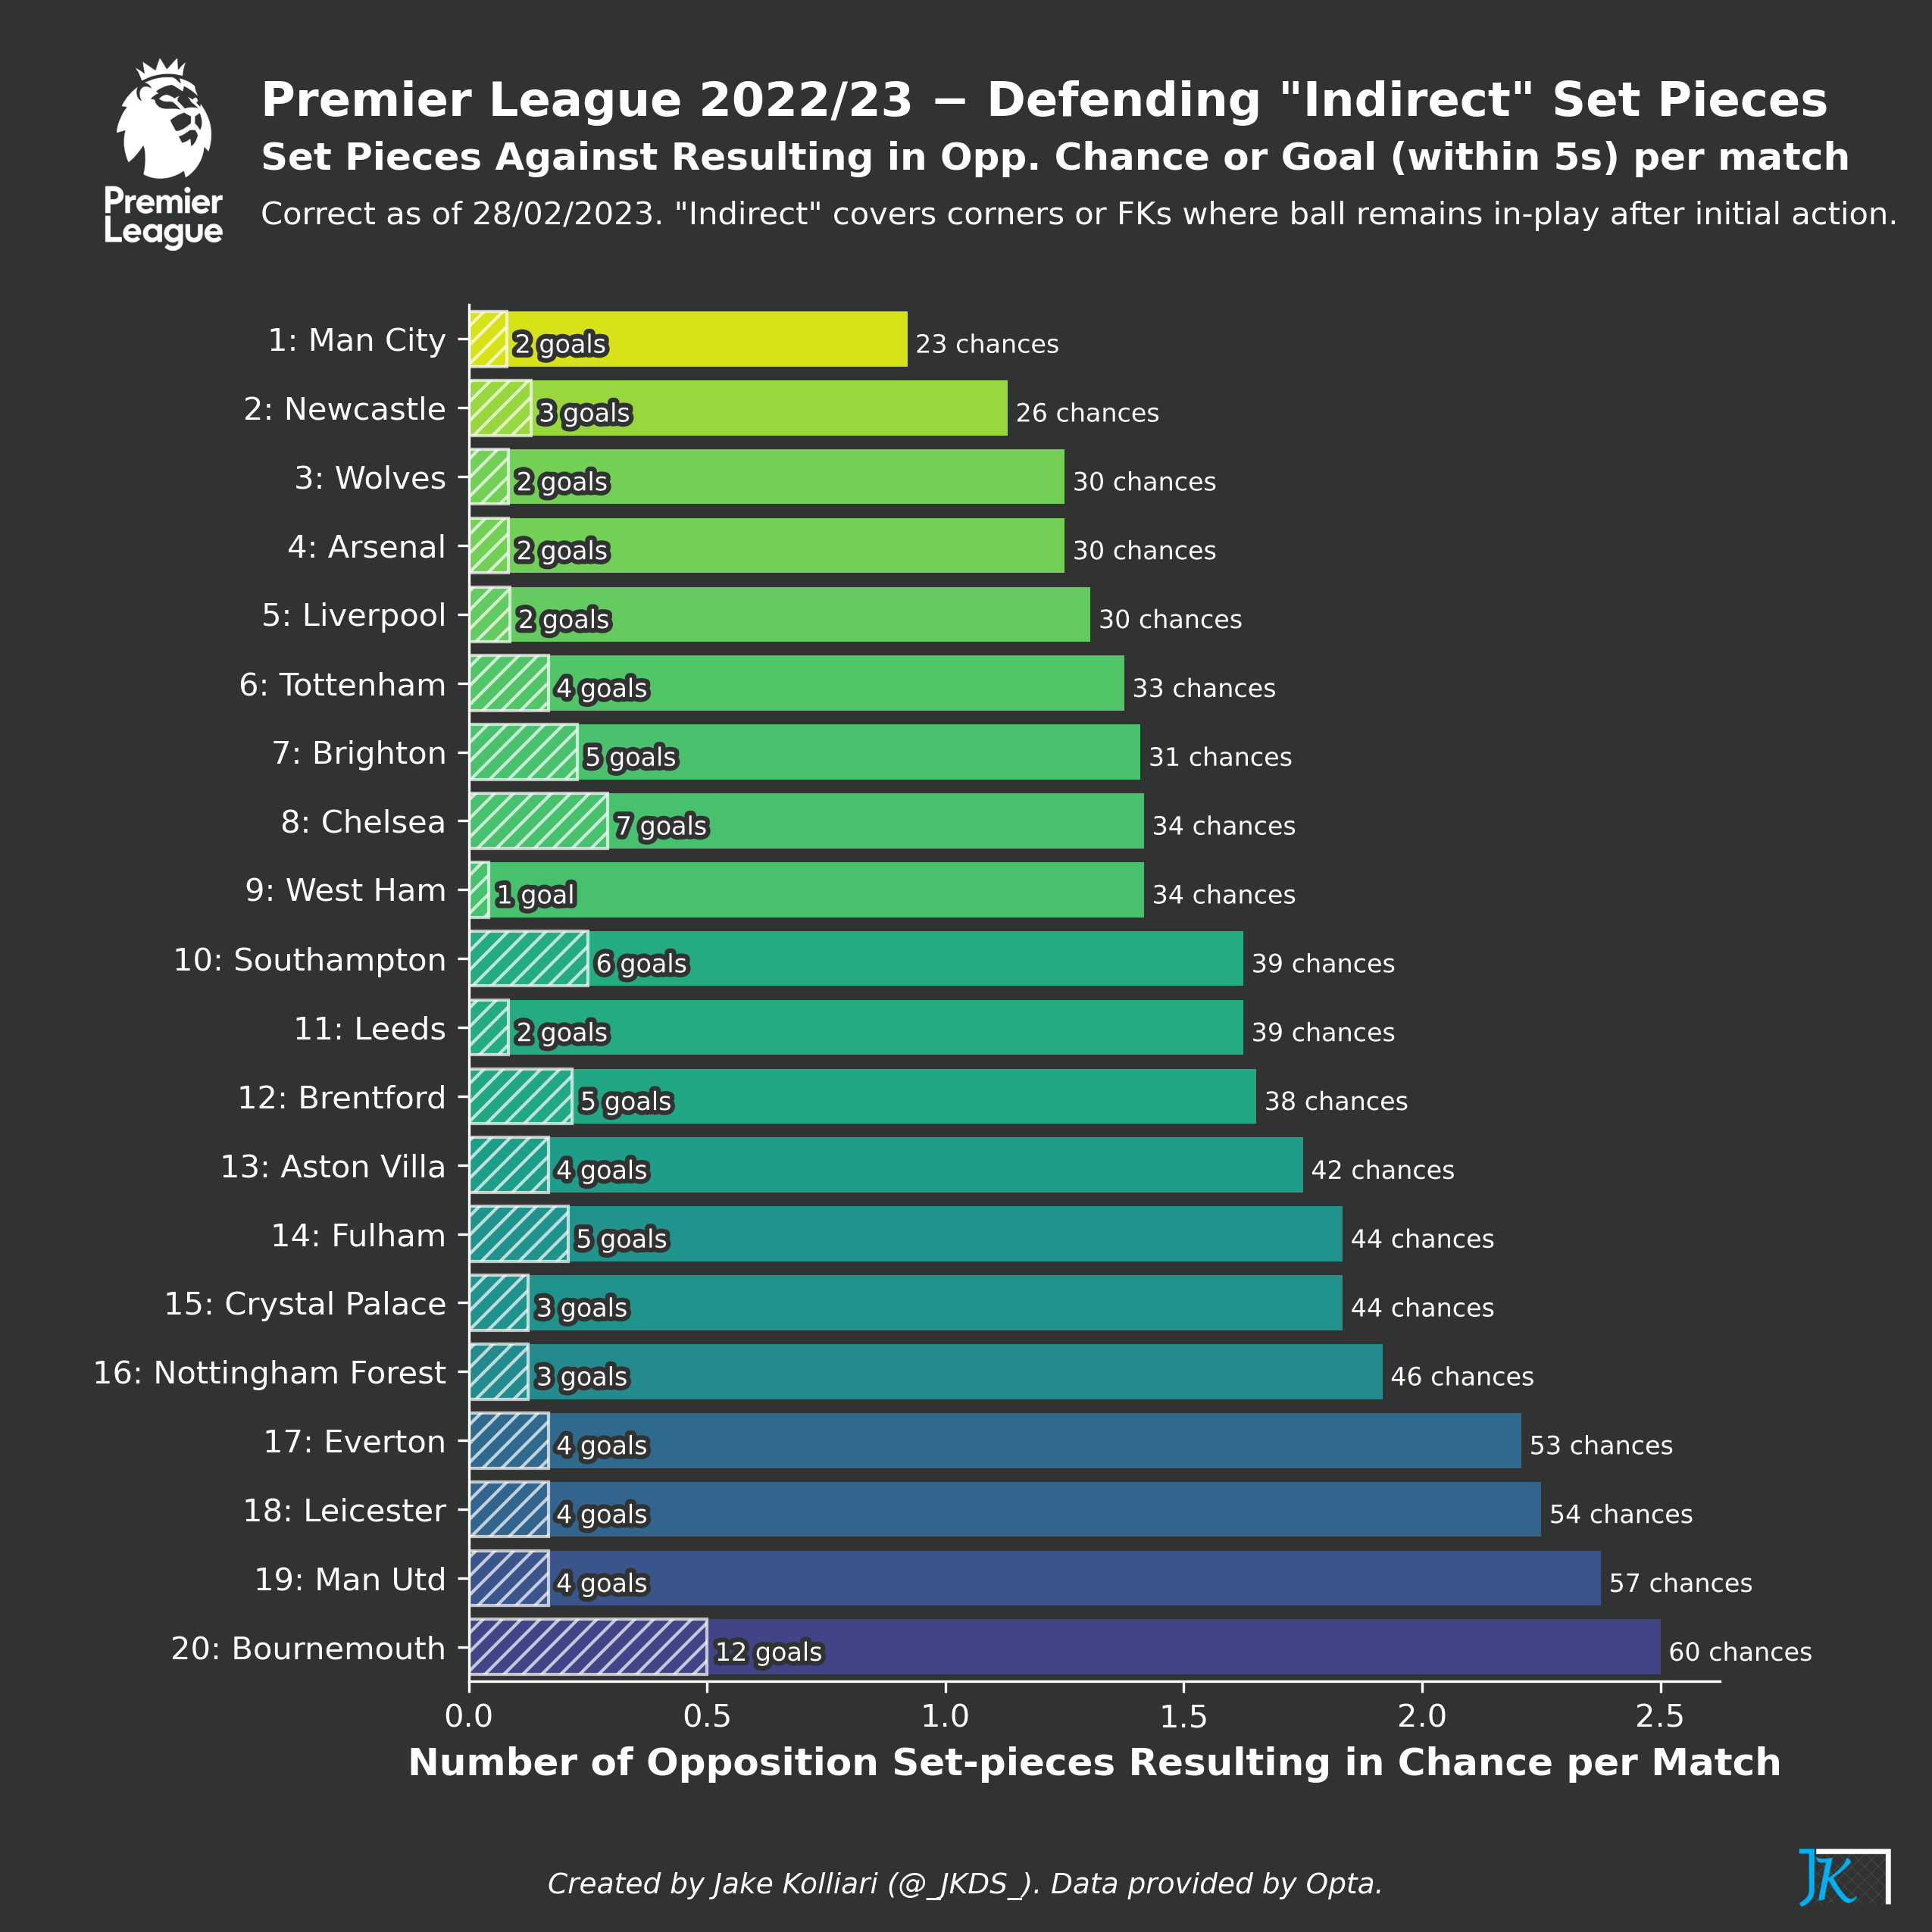 Premier League 2022/23 − Defending "Indirect" Set Pieces
Set Pieces Against Resulting in Opp. Chance or Goal (within 5s) per match
Correct as of 28/02/2023. "Indirect" covers corners or FKs where ball remains in-play after initial action.
Premier
League
1: Man City 2 goals 23 chances
2: Newcastle 3 goals 26 chances
3: Wolves 2 goals 30 chances
4: Arsenal 2 goals 30 chances
5: Liverpool 2 goals 30 chances
6: Tottenham 4 goals 33 chances
7: Brighton 5 goals 31 chances
8: Chelsea 7 goals 34 chances
9: West Ham 1 goal 34 chances
10: Southampton 6 goals 39 chances
11: Leeds 2 goals 39 chances
12: Brentford 5 goals 38 chances
13: Aston Villa 4 goals 42 chances
14: Fulham 5 goals 44 chances
15: Crystal Palace 3 goals 44 chances
16: Nottingham Forest 3 goals 46 chances
17: Everton 4 goals 53 chances
18: Leicester 4 goals 54 chances
19: Man Utd 4 goals 57 chances
20: Bournemouth 12 goals 60 chances
0.0 0.5 1.0 1.5 2.0 2.5
Number of Opposition Set-pieces Resulting in Chance per Match
Created by Jake Kolliari (@_JKDS_). Data provided by Opta.
JK